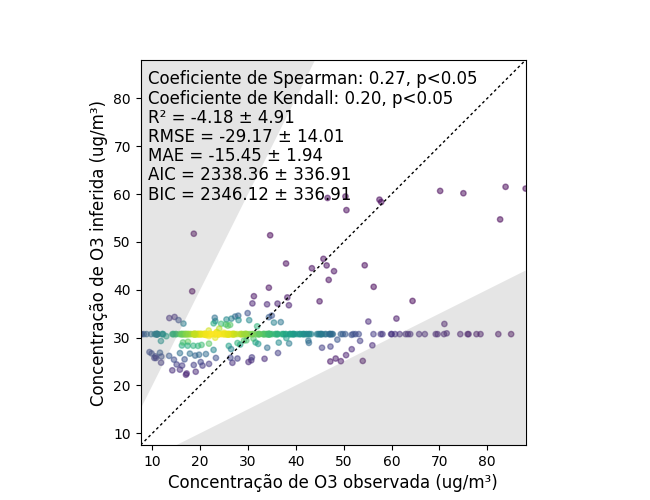 Coeficiente de Spearman: 0.27, p<0.05
Coeficiente de Kendall: 0.20, p<0.05
R² = -4.18 ± 4.91
RMSE = -29.17 ± 14.01
MAE = -15.45 ± 1.94
AIC = 2338.36 ± 336.91
BIC = 2346.12 ± 336.91
Concentração de O3 inferida (ug/m³)
80
70
60
50
40
30
20
10
10 20 30 40 50 60 70 80
Concentração de O3 observada (ug/m³)